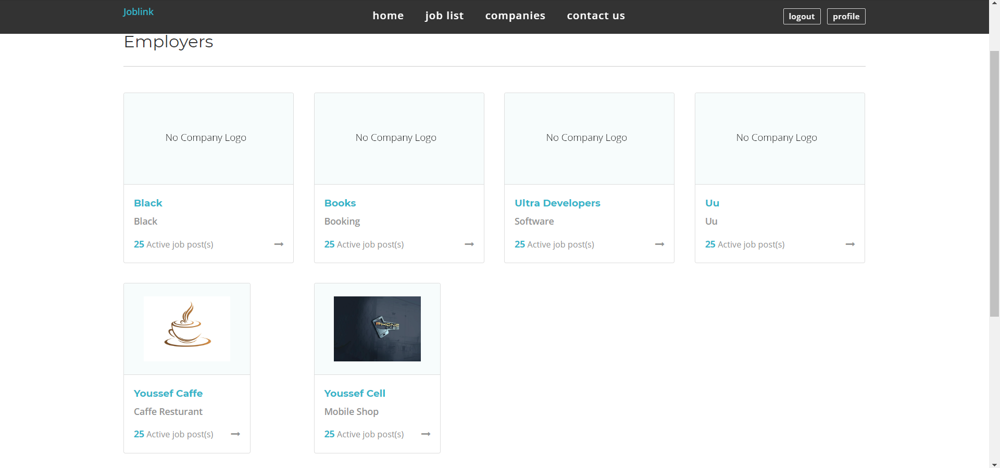 Joblink
home job list companies contact us
logout profile
Employers
No Company Logo
Black
Black
25 Active job post(s)
No Company Logo
Books
Booking
25 Active job post(s)
No Company Logo
Ultra Developers
Software
25 Active job post(s)
No Company Logo
Uu
Uu
25 Active job post(s)
Youssef Caffe
Caffe Resturant
25 Active job post(s)
PHONE
Youssef Cell
Mobile Shop
25 Active job post(s)